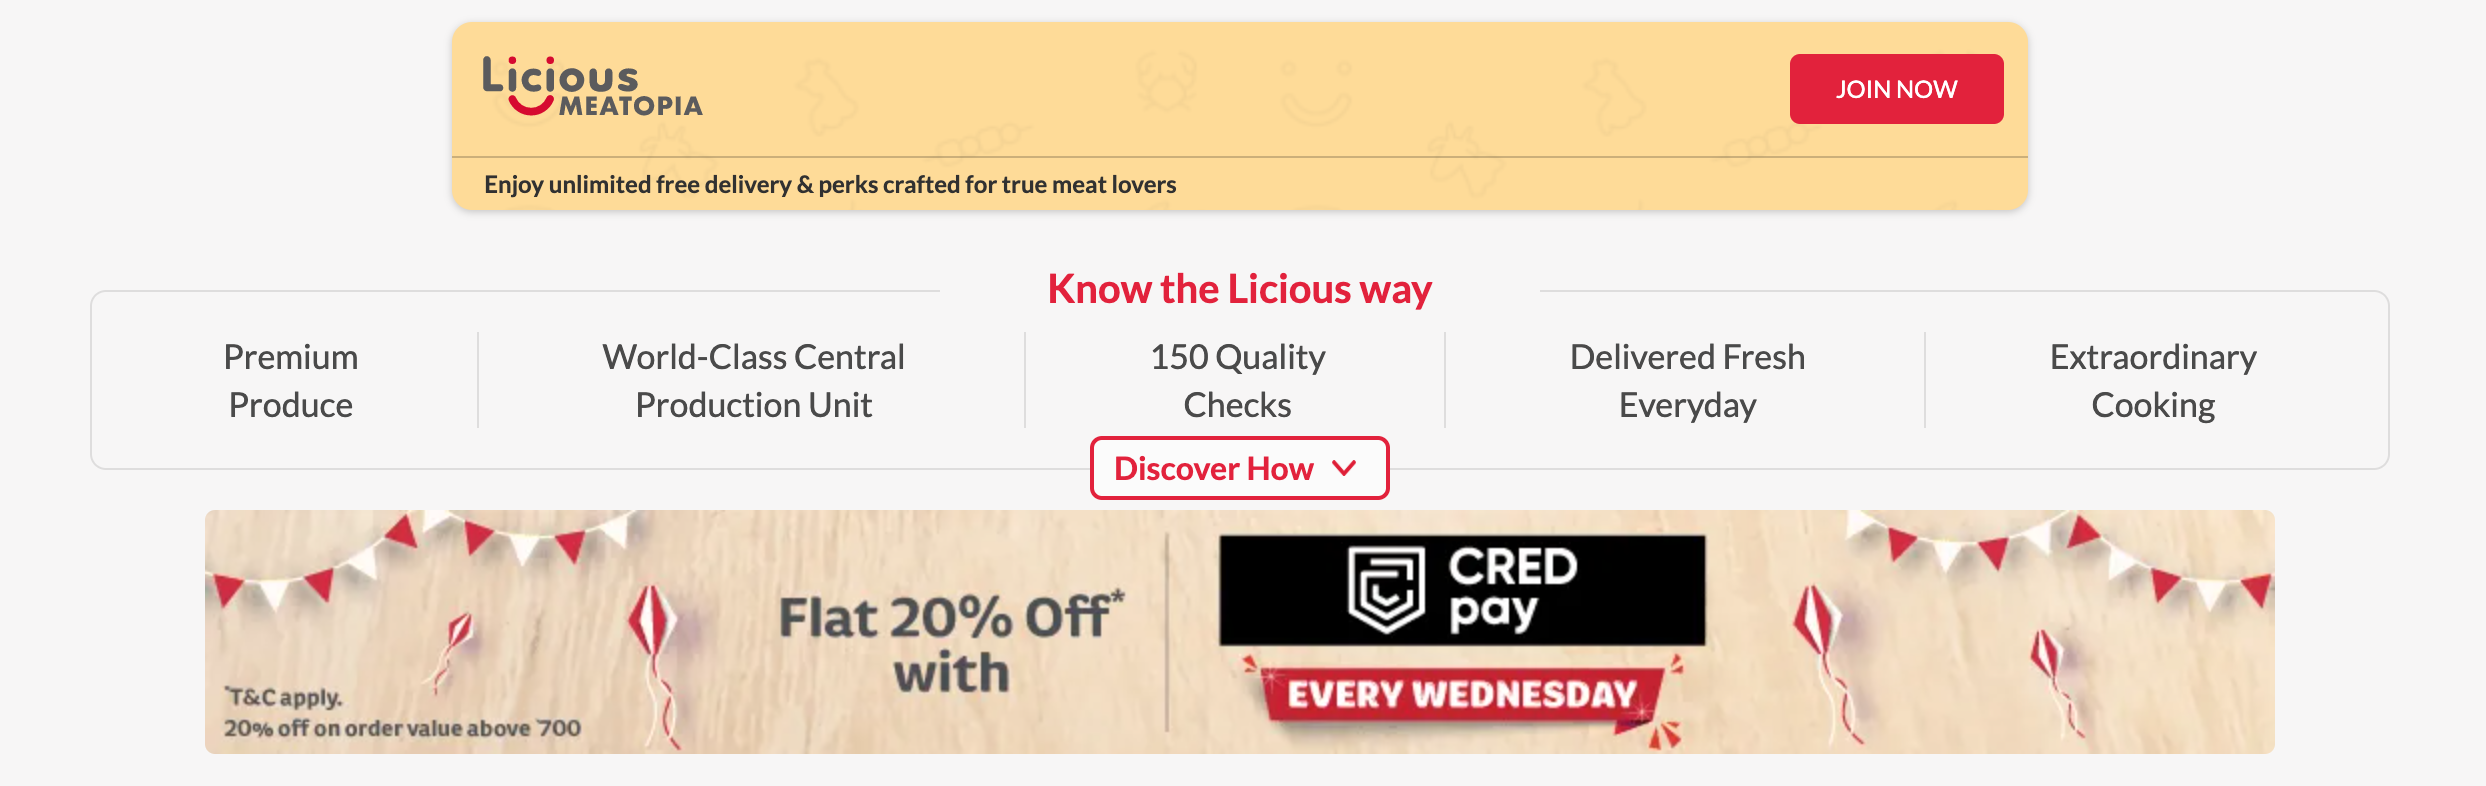 Licious
MEATOPIA
JOIN NOW
Enjoy unlimited free delivery & perks crafted for true meat lovers
Know the Licious way
Premium
Produce
World-Class Central
Production Unit
150 Quality
Checks
Delivered Fresh
Everyday
Extraordinary
Cooking
Discover How
Flat 20% Off*
with
CRED
pay
EVERY WEDNESDAY
*T&C apply.
20% off on order value above `700